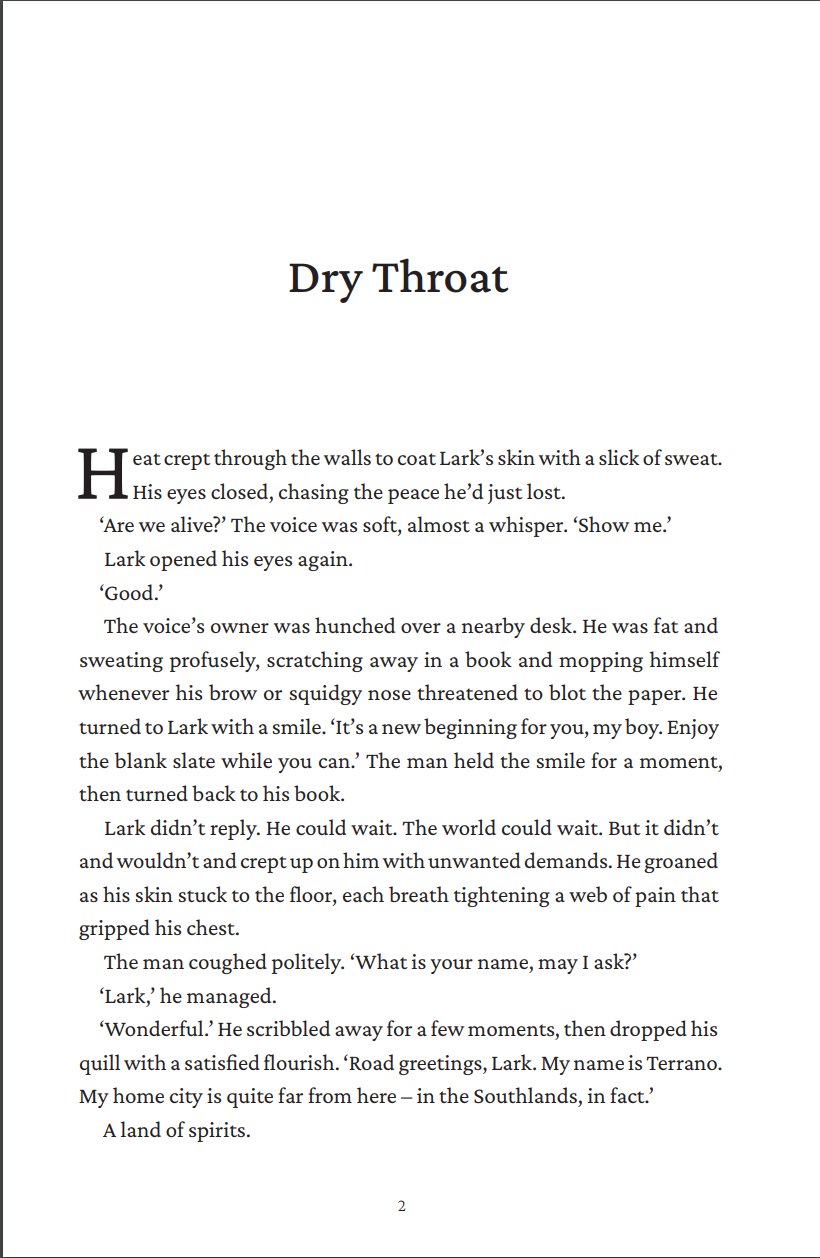 Dry Throat
Heat crept through the walls to coat Lark’s skin with a slick of sweat.
His eyes closed, chasing the peace he’d just lost.
‘Are we alive?’ The voice was soft, almost a whisper. ‘Show me.’
Lark opened his eyes again.
‘Good.’
The voice’s owner was hunched over a nearby desk. He was fat and
sweating profusely, scratching away in a book and mopping himself
whenever his brow or squidgy nose threatened to blot the paper. He
turned to Lark with a smile. ‘It’s a new beginning for you, my boy. Enjoy
the blank slate while you can.’ The man held the smile for a moment,
then turned back to his book.
Lark didn’t reply. He could wait. The world could wait. But it didn’t
and wouldn’t and crept up on him with unwanted demands. He groaned
as his skin stuck to the floor, each breath tightening a web of pain that
gripped his chest.
The man coughed politely. ‘What is your name, may I ask?’
‘Lark,’ he managed.
‘Wonderful.’ He scribbled away for a few moments, then dropped his
quill with a satisfied flourish. ‘Road greetings, Lark. My name is Terrano.
My home city is quite far from here – in the Southlands, in fact.’
A land of spirits.
2